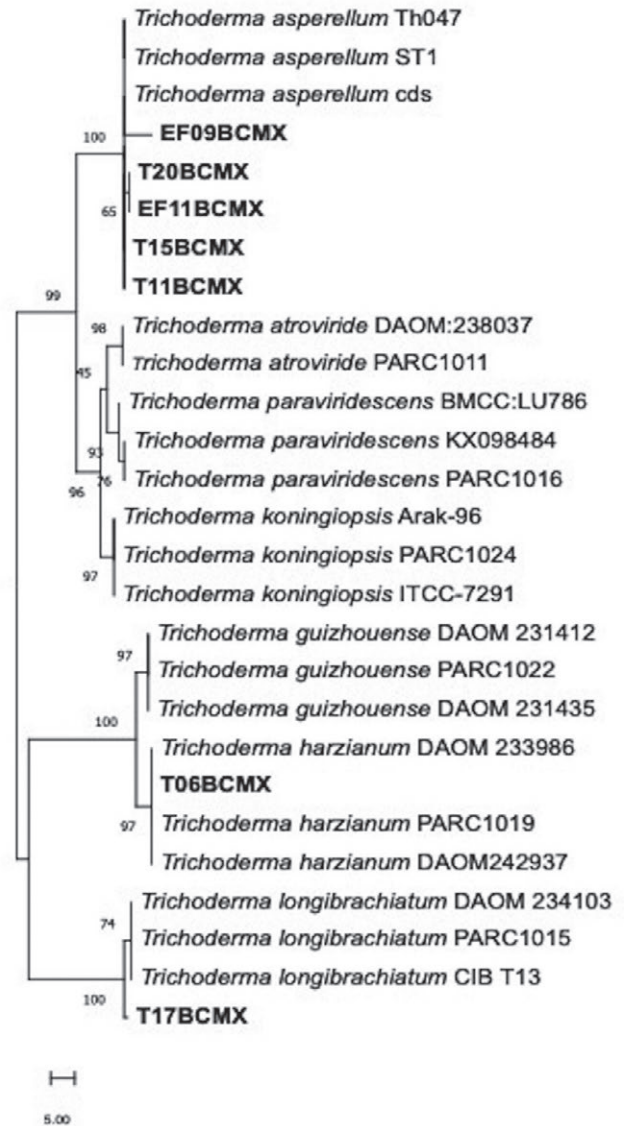 Trichoderma asperellum Th047
Trichoderma asperellum ST1
Trichoderma asperellum cds
100
EF09BCMX
T20BCMX
65
EF11BCMX
T15BCMX
T11BCMX
99
98
Trichoderma atroviride DAOM:238037
Trichoderma atroviride PARC1011
45
Trichoderma paraviridescens BMCC:LU786
Trichoderma paraviridescens KX098484
93
76
Trichoderma paraviridescens PARC1016
96
Trichoderma koningiopsis Arak-96
Trichoderma koningiopsis PARC1024
97
Trichoderma koningiopsis ITCC-7291
Trichoderma guizhouense DAOM 231412
97
Trichoderma guizhouense PARC1022
Trichoderma guizhouense DAOM 231435
100
Trichoderma harzianum DAOM 233986
T06BCMX
97
Trichoderma harzianum PARC1019
Trichoderma harzianum DAOM242937
Trichoderma longibrachiatum DAOM 234103
74
Trichoderma longibrachiatum PARC1015
Trichoderma longibrachiatum CIB T13
100
T17BCMX
5.00